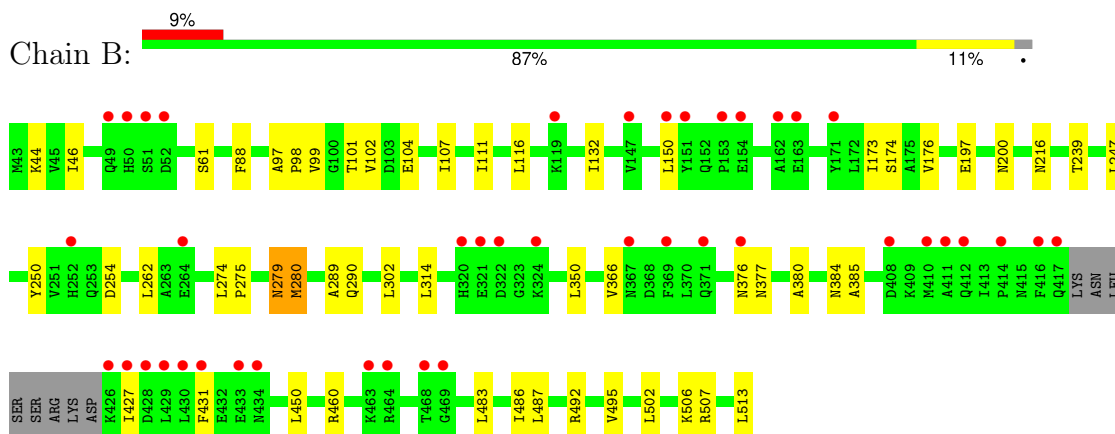 9%
Chain B:
87% 11% •
M43 K44 V45 I46 Q49 H50 S51 D52 S61 F88 A97 P98 V99 G100 T101 V102 D103 E104 I107 I111 L116 K119 I132 V147 L150 Y151 Q152 P153 E154 A162 E163 Y171 L172 I173 S174 A175 V176 E197 N200 N216 T239 L247
Y250 V251 H252 Q253 D254 L262 A263 E264 L274 P275 N279 M280 A289 Q290 L302 L314 H320 E321 D322 G323 K324 L350 V366 N367 D368 F369 L370 Q371 N376 N377 A380 N384 A385 D408 K409 M410 A411 Q412 I413 P414 N415 F416 Q417 LYS ASN LEU
SER SER ARG LYS ASP K426 I427 D428 L429 L430 F431 E432 E433 N434 L450 R460 K463 R464 T468 G469 L483 I486 L487 R492 V495 L502 K506 R507 L513